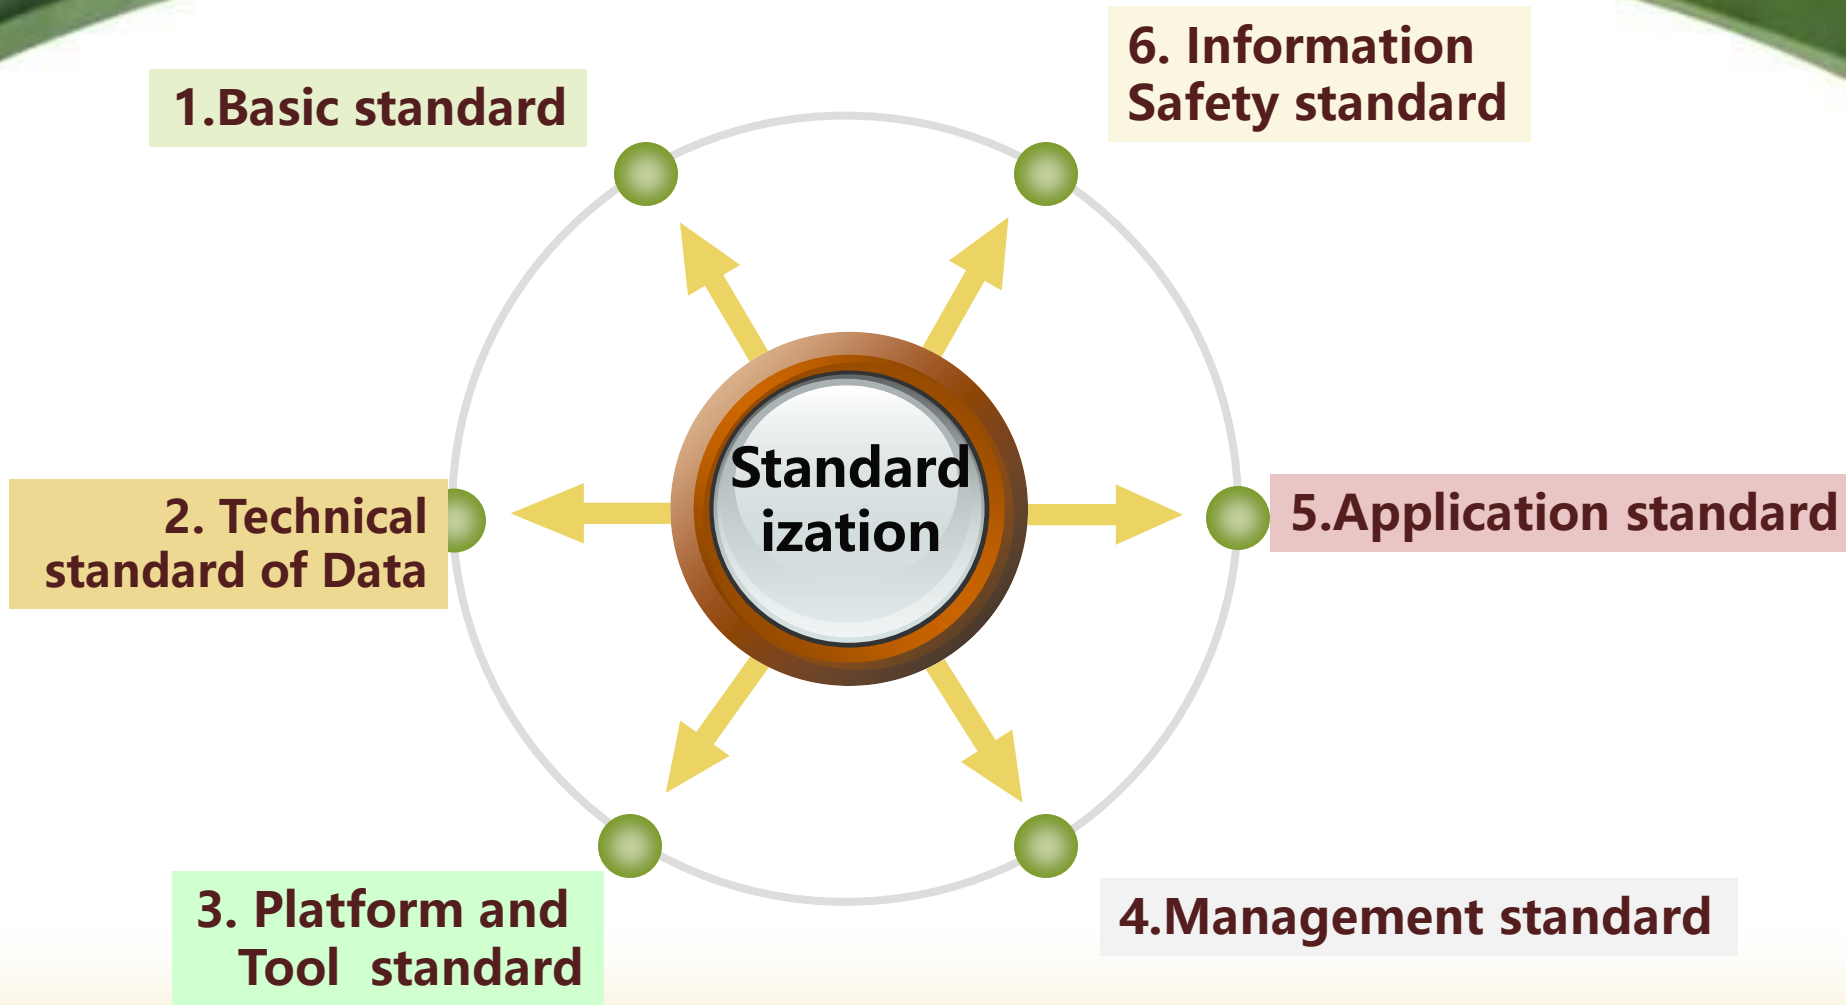 1.Basic standard
6. Information
Safety standard
Standard
ization
2. Technical
standard of Data
5.Application standard
3. Platform and
Tool standard
4.Management standard